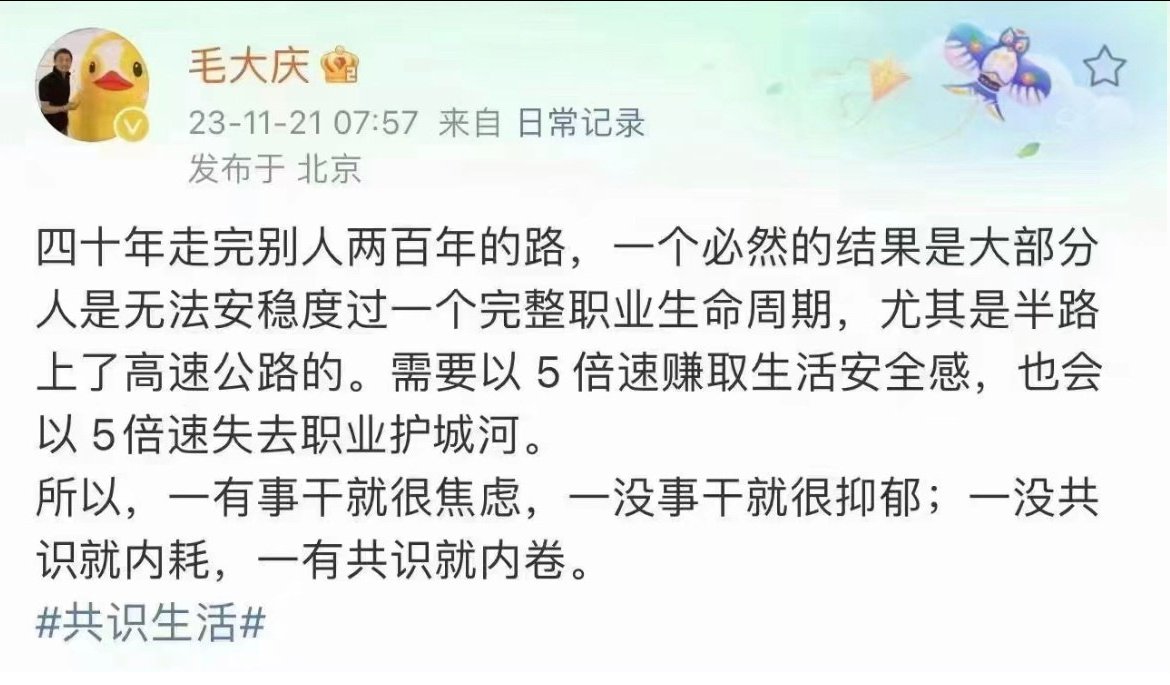 毛大庆
23-11-21 07:57 来自 日常记录
发布于 北京
四十年走完别人两百年的路，一个必然的结果是大部分
人是无法安稳度过一个完整职业生命周期，尤其是半路
上了高速公路的。需要以 5 倍速赚取生活安全感，也会
以 5倍速失去职业护城河。
所以，一有事干就很焦虑，一没事干就很抑郁；一没共
识就内耗，一有共识就内卷。
#共识生活#